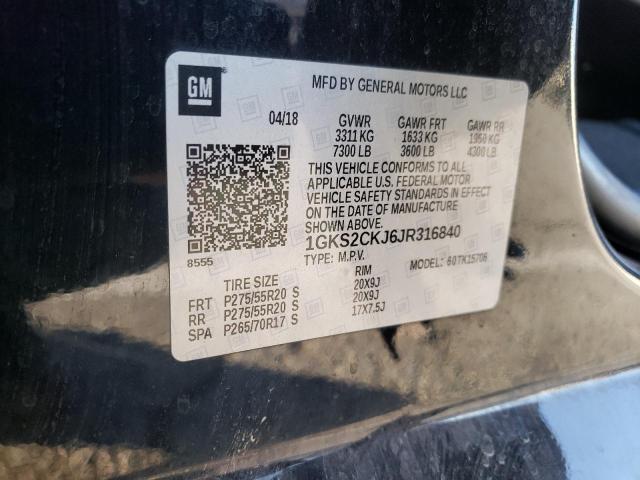 GM
MFD BY GENERAL MOTORS LLC
04/18 GVWR GAWR FRT GAWR RR
3311 KG 1633 KG 1950 KG
7300 LB 3600 LB 4300 LB
THIS VEHICLE CONFORMS TO ALL
APPLICABLE U.S. FEDERAL MOTOR
VEHICLE SAFETY STANDARDS IN EFFECT
ON THE DATE OF MANUFACTURE SHOWN ABOVE.
1GKS2CKJ6JR316840
8555 TYPE: M.P.V. MODEL: 60TK15706
TIRE SIZE RIM
FRT P275/55R20 S 20X9J
RR P275/55R20 S 20X9J
SPA P265/70R17 S 17X7.5J